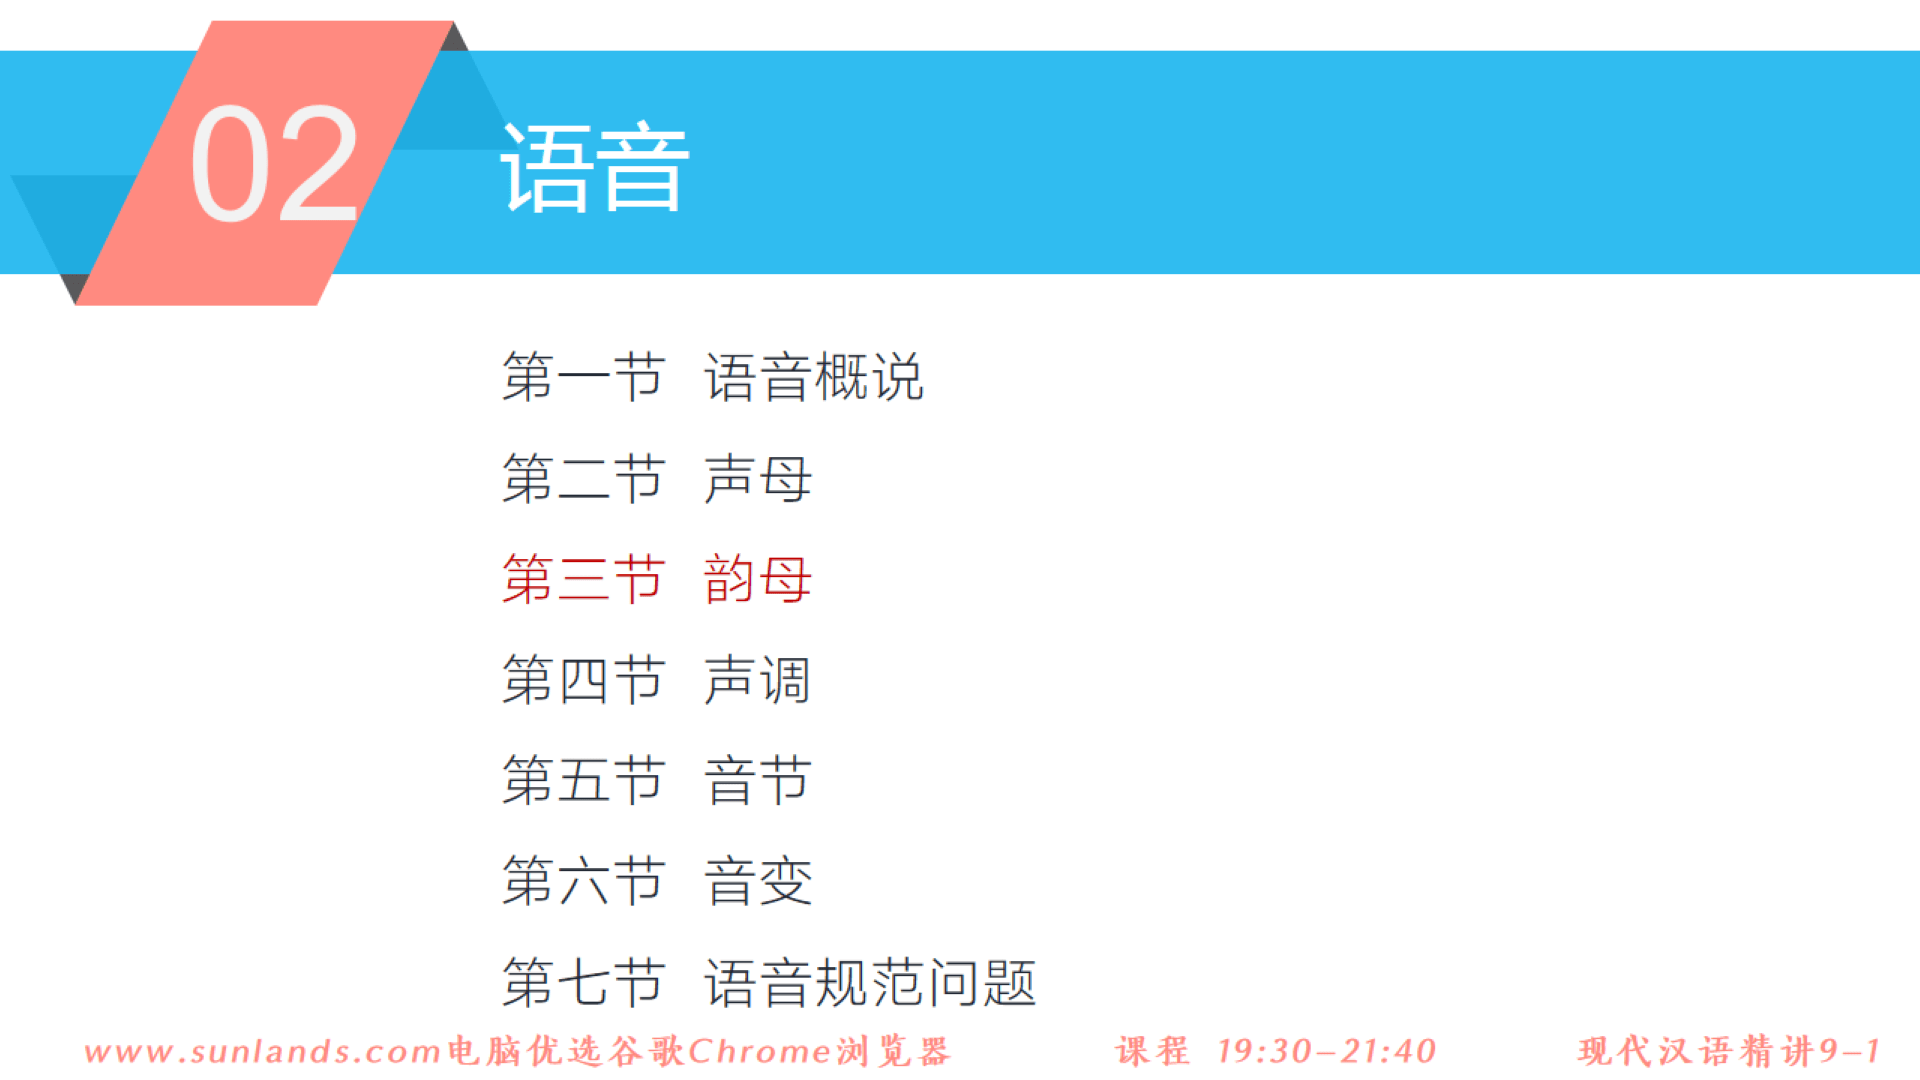 02
语音
第一节 语音概说
第二节 声母
第三节 韵母
第四节 声调
第五节 音节
第六节 音变
第七节 语音规范问题
www.sunlands.com电脑优选谷歌Chrome浏览器 课程 19:30-21:40 现代汉语精讲9-1